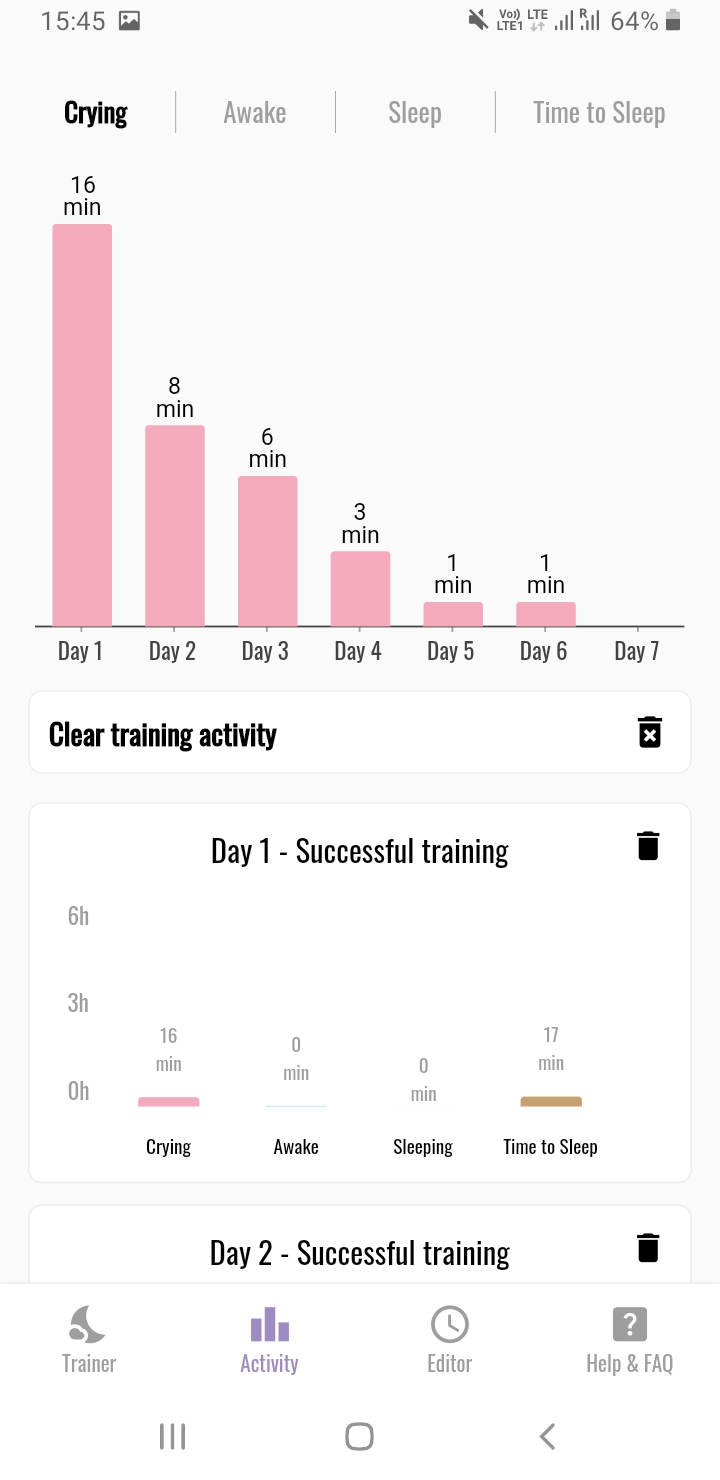 15:45
Vo)) LTE
LTE1
R
64%
Crying Awake Sleep Time to Sleep
16
min
8
min
6
min
3
min
1
min
1
min
Day 1 Day 2 Day 3 Day 4 Day 5 Day 6 Day 7
Clear training activity
Day 1 - Successful training
6h
3h
0h
16
min
0
min
0
min
17
min
Crying Awake Sleeping Time to Sleep
Day 2 - Successful training
Trainer Activity Editor Help & FAQ